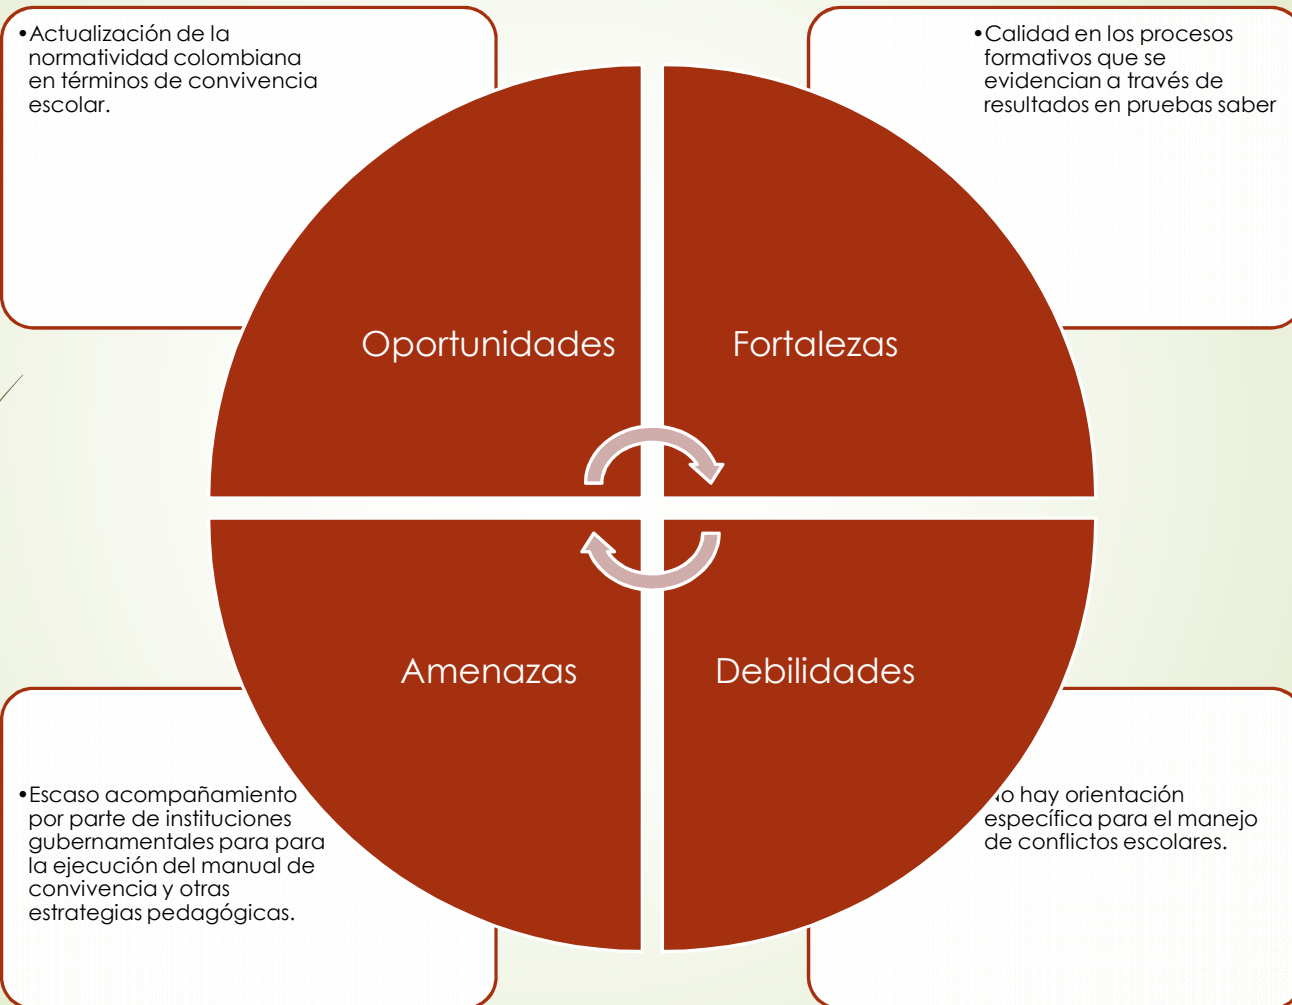 •Actualización de la
normatividad colombiana
en términos de convivencia
escolar.
•Calidad en los procesos
formativos que se
evidencian a través de
resultados en pruebas saber
Oportunidades
Fortalezas
Amenazas
Debilidades
•Escaso acompañamiento
por parte de instituciones
gubernamentales para para
la ejecución del manual de
convivencia y otras
estrategias pedagógicas.
hay orientación
específica para el manejo
de conflictos escolares.